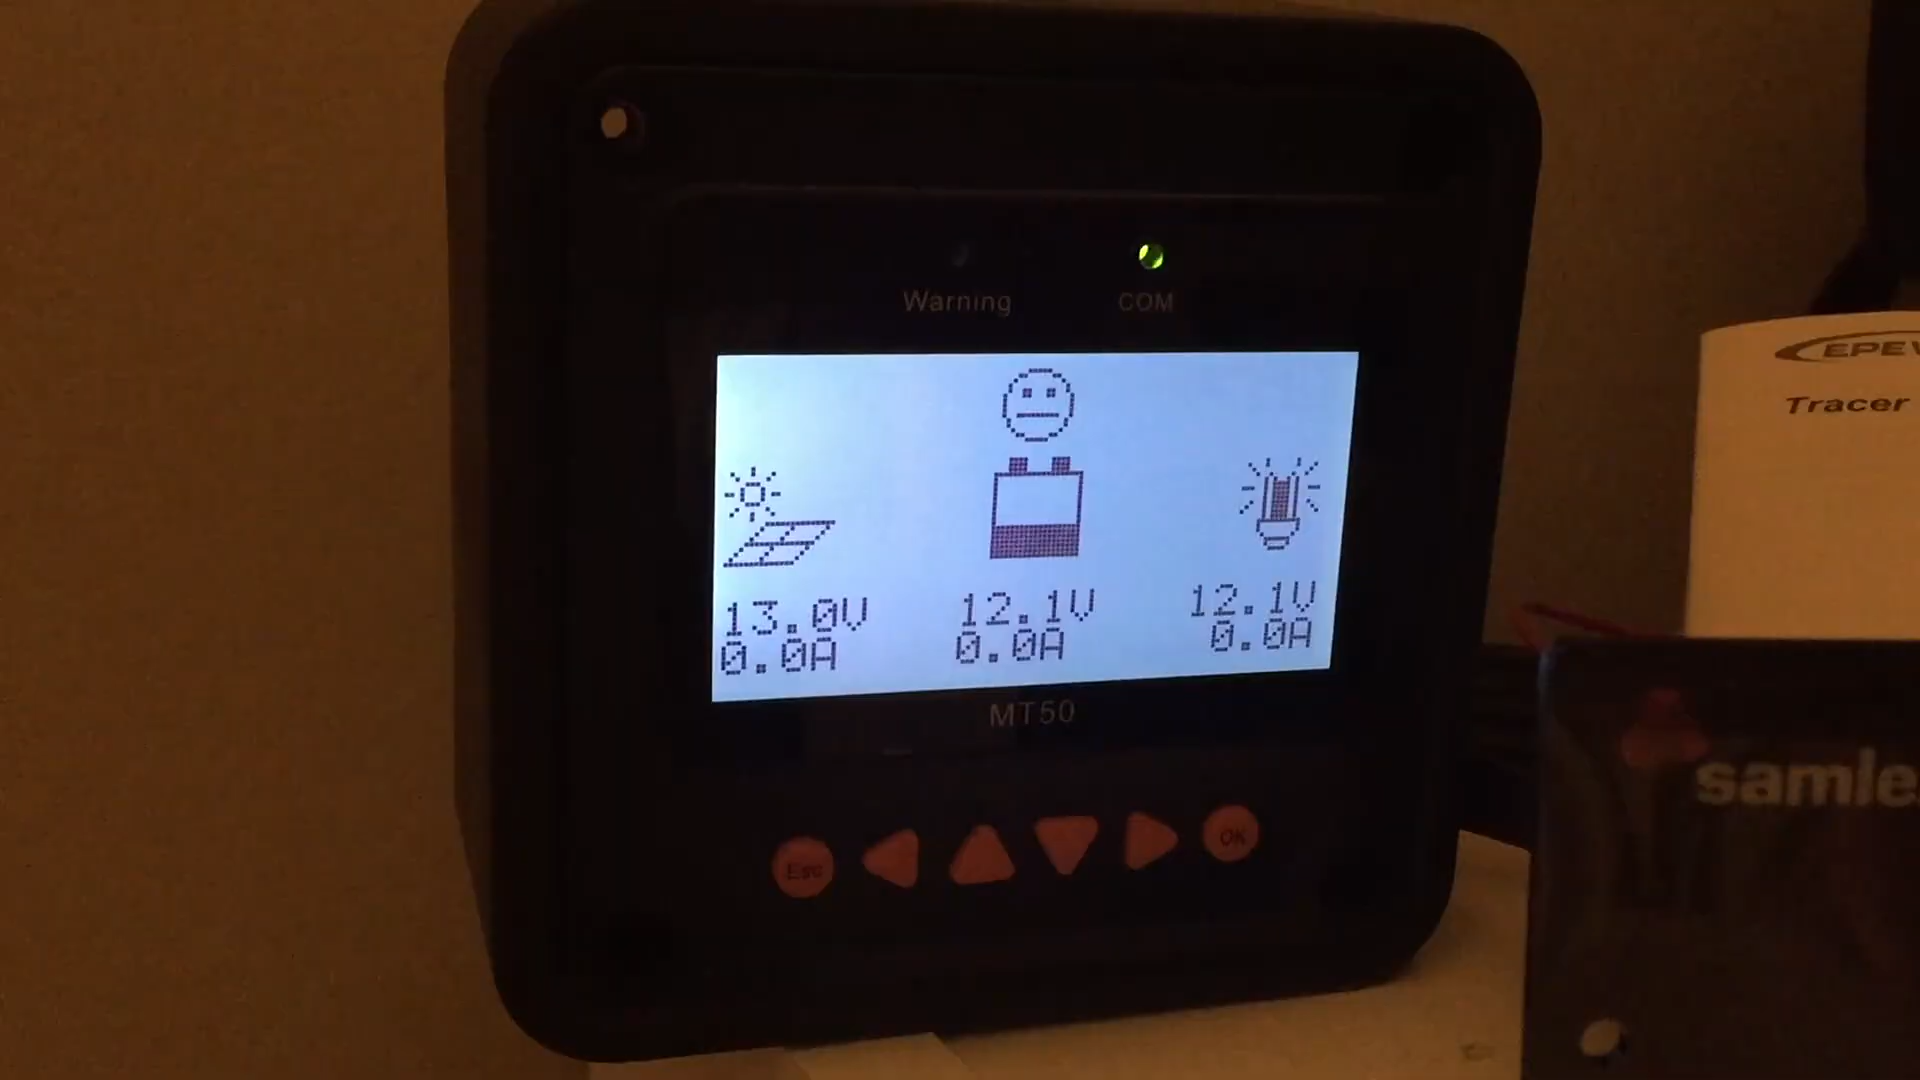 Warning COM
13.0V 12.1V 12.1V
0.0A 0.0A 0.0A
MT50
Esc OK
EPEV
Tracer
samle